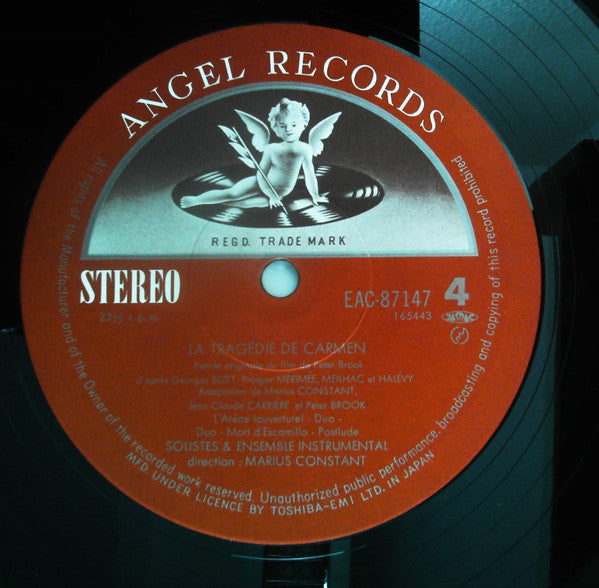 ANGEL RECORDS
REGD. TRADE MARK
STEREO
33⅓ r.p.m.
EAC-87147 4
165443
LA TRAGÉDIE DE CARMEN
Bande originale du film de Peter Brook
d'après Georges BIZET, Prosper MÉRIMÉE, MEILHAC et HALÉVY
Adaptation de Marius CONSTANT,
Jean-Claude CARRIÈRE et Peter BROOK
L'Arène (ouverture) - Duo -
Duo - Mort d'Escamillo - Postlude
SOLISTES & ENSEMBLE INSTRUMENTAL
direction : MARIUS CONSTANT
All rights of the Manufacturer and of the Owner of the recorded work reserved. Unauthorized public performance, broadcasting and copying of this record prohibited
MFD. UNDER LICENCE BY TOSHIBA-EMI LTD. IN JAPAN